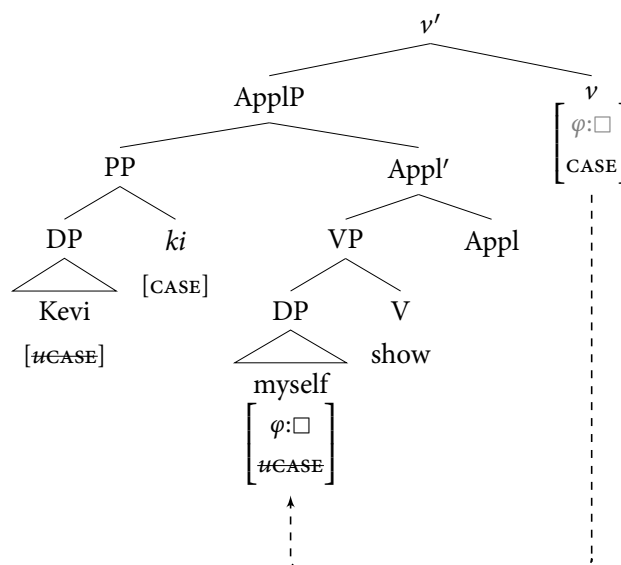 v′
ApplP v
[φ:□
CASE]
PP Appl′
DP ki VP Appl
Kevi [CASE] DP V
[uCASE] myself show
[φ:□
uCASE]